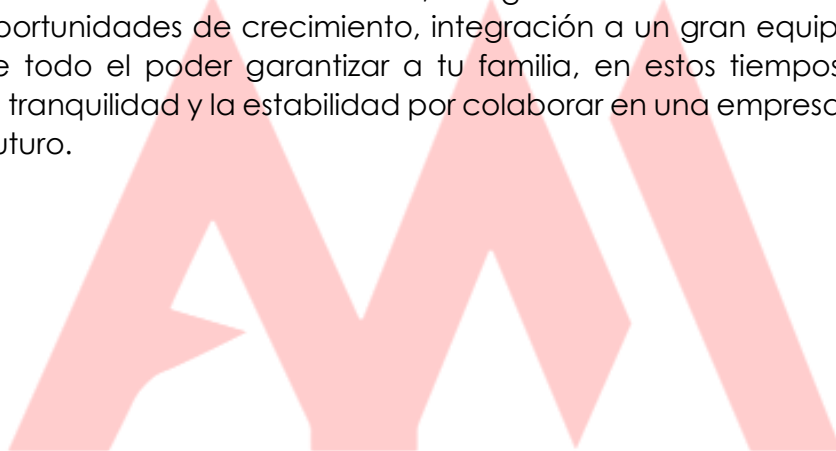 portunidades de crecimiento, integración a un gran equip
e todo el poder garantizar a tu familia, en estos tiempos
tranquilidad y la estabilidad por colaborar en una empresa
uturo.